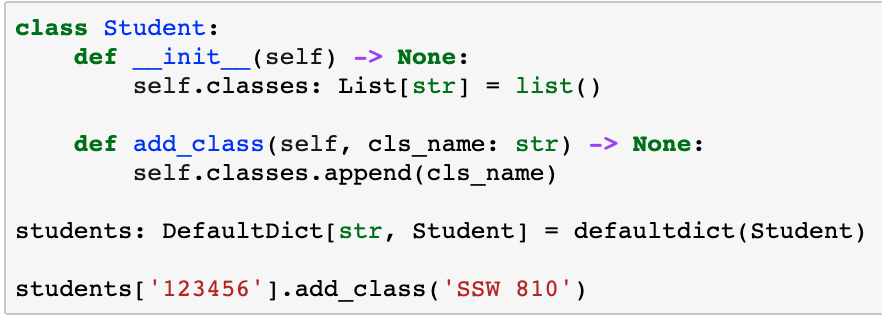 class Student:
    def __init__(self) -> None:
        self.classes: List[str] = list()

    def add_class(self, cls_name: str) -> None:
        self.classes.append(cls_name)

students: DefaultDict[str, Student] = defaultdict(Student)

students['123456'].add_class('SSW 810')